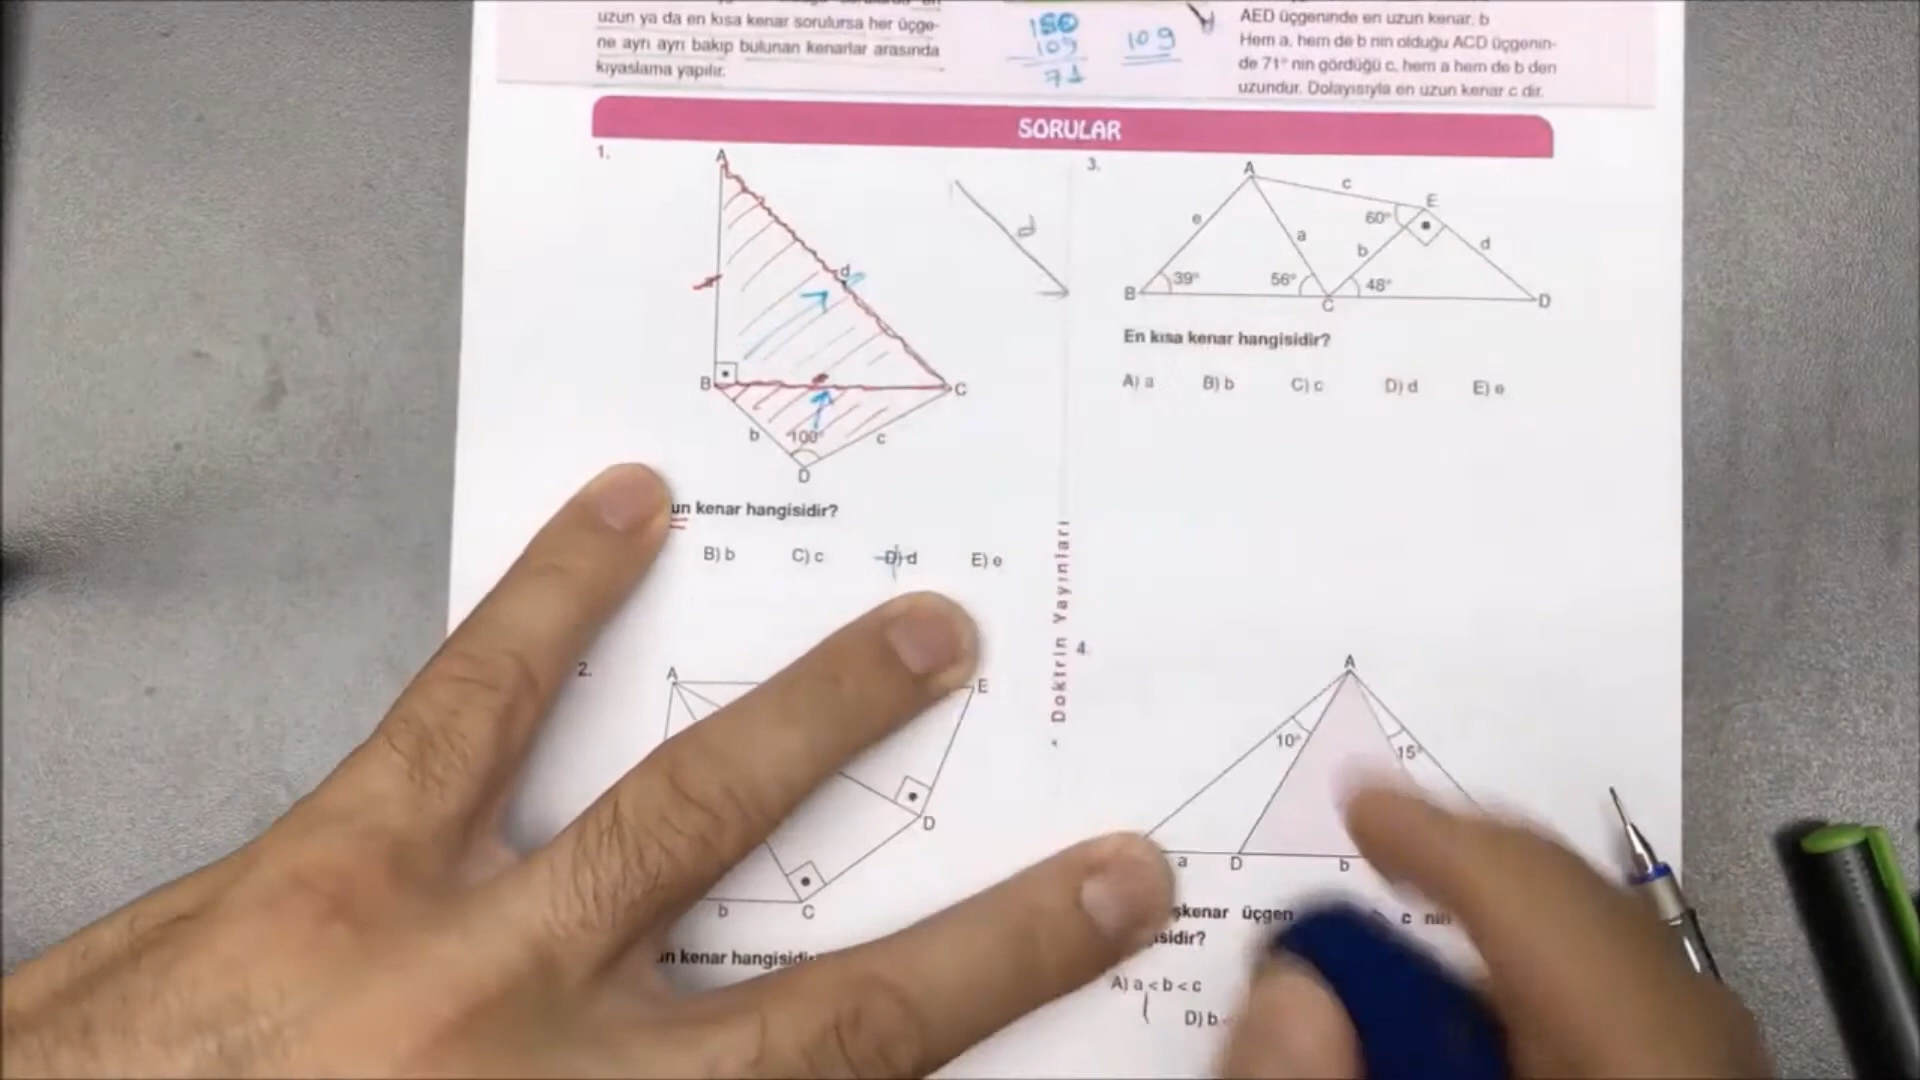 uzun ya da en kısa kenar sorulursa her üçge-
ne ayrı ayrı bakıp bulunan kenarlar arasında
kıyaslama yapılır.
180
109
71
109
AED üçgeninde en uzun kenar, b
Hem a, hem de b nin olduğu ACD üçgenin-
de 71° nin gördüğü c, hem a hem de b den
uzundur. Dolayısıyla en uzun kenar c dir.
SORULAR
1.
A
d
B
C
b
100°
c
D
d
un kenar hangisidir?
B) b
C) c
D) d
E) e
2.
A
E
D
b
C
n kenar hangisidir
Doktrin Yayınları
3.
A
c
E
60°
e
a
b
d
39°
56°
48°
B
C
D
En kısa kenar hangisidir?
A) a
B) b
C) c
D) d
E) e
4.
A
10°
15°
a
D
b
şkenar üçgen
c nin
isidir?
A) a < b < c
D) b